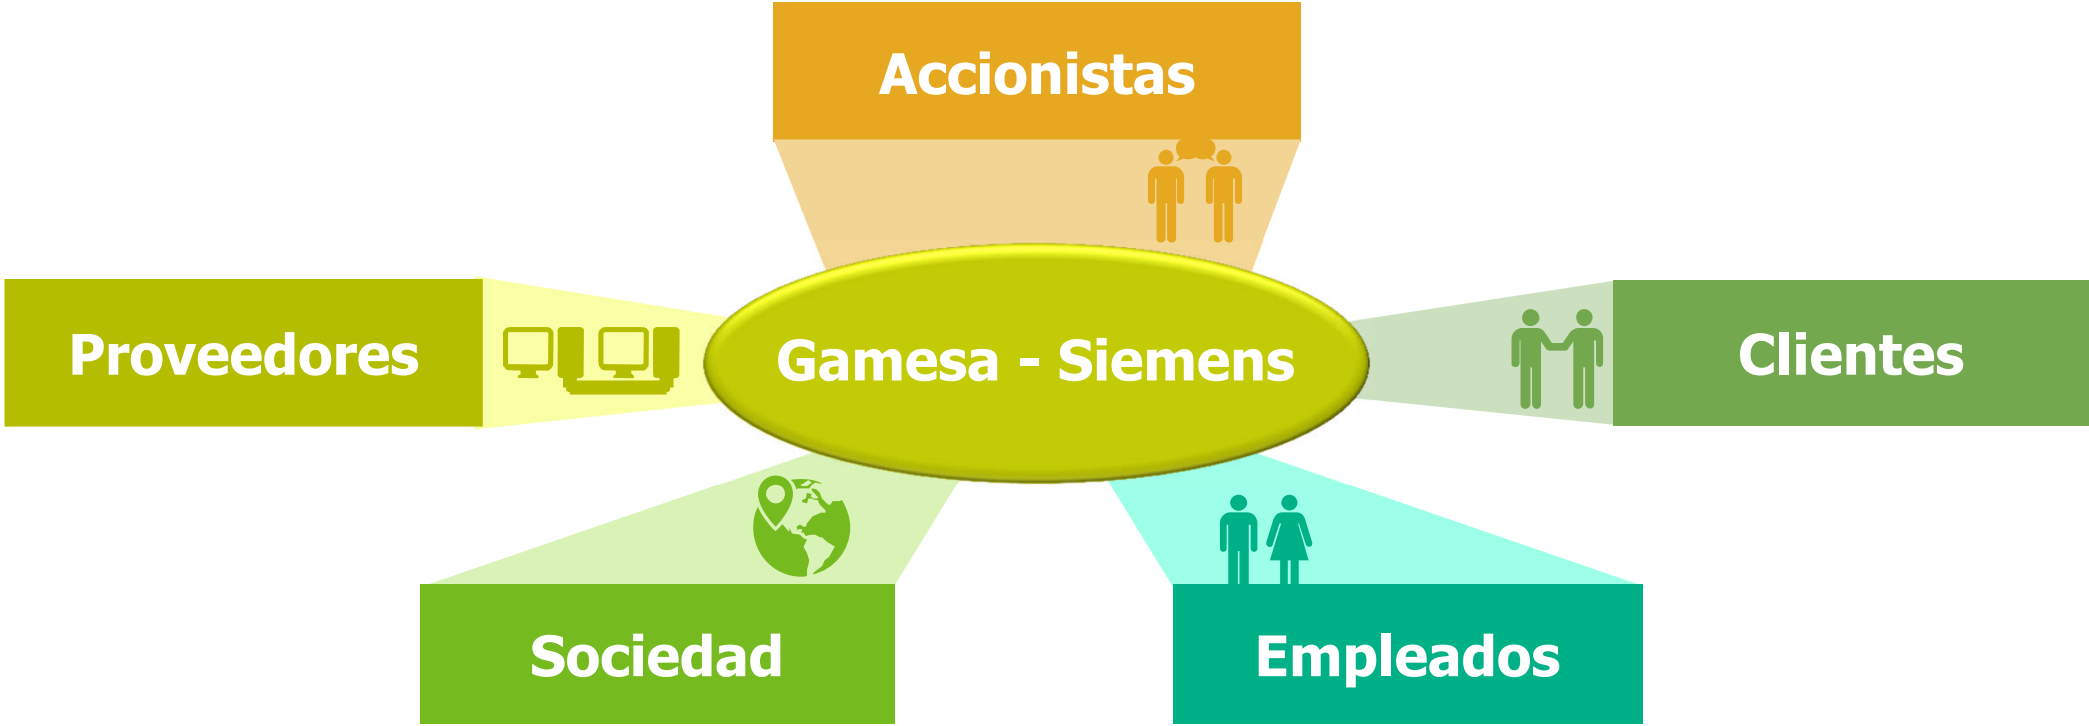 Accionistas
Proveedores
Gamesa - Siemens
Clientes
Sociedad
Empleados